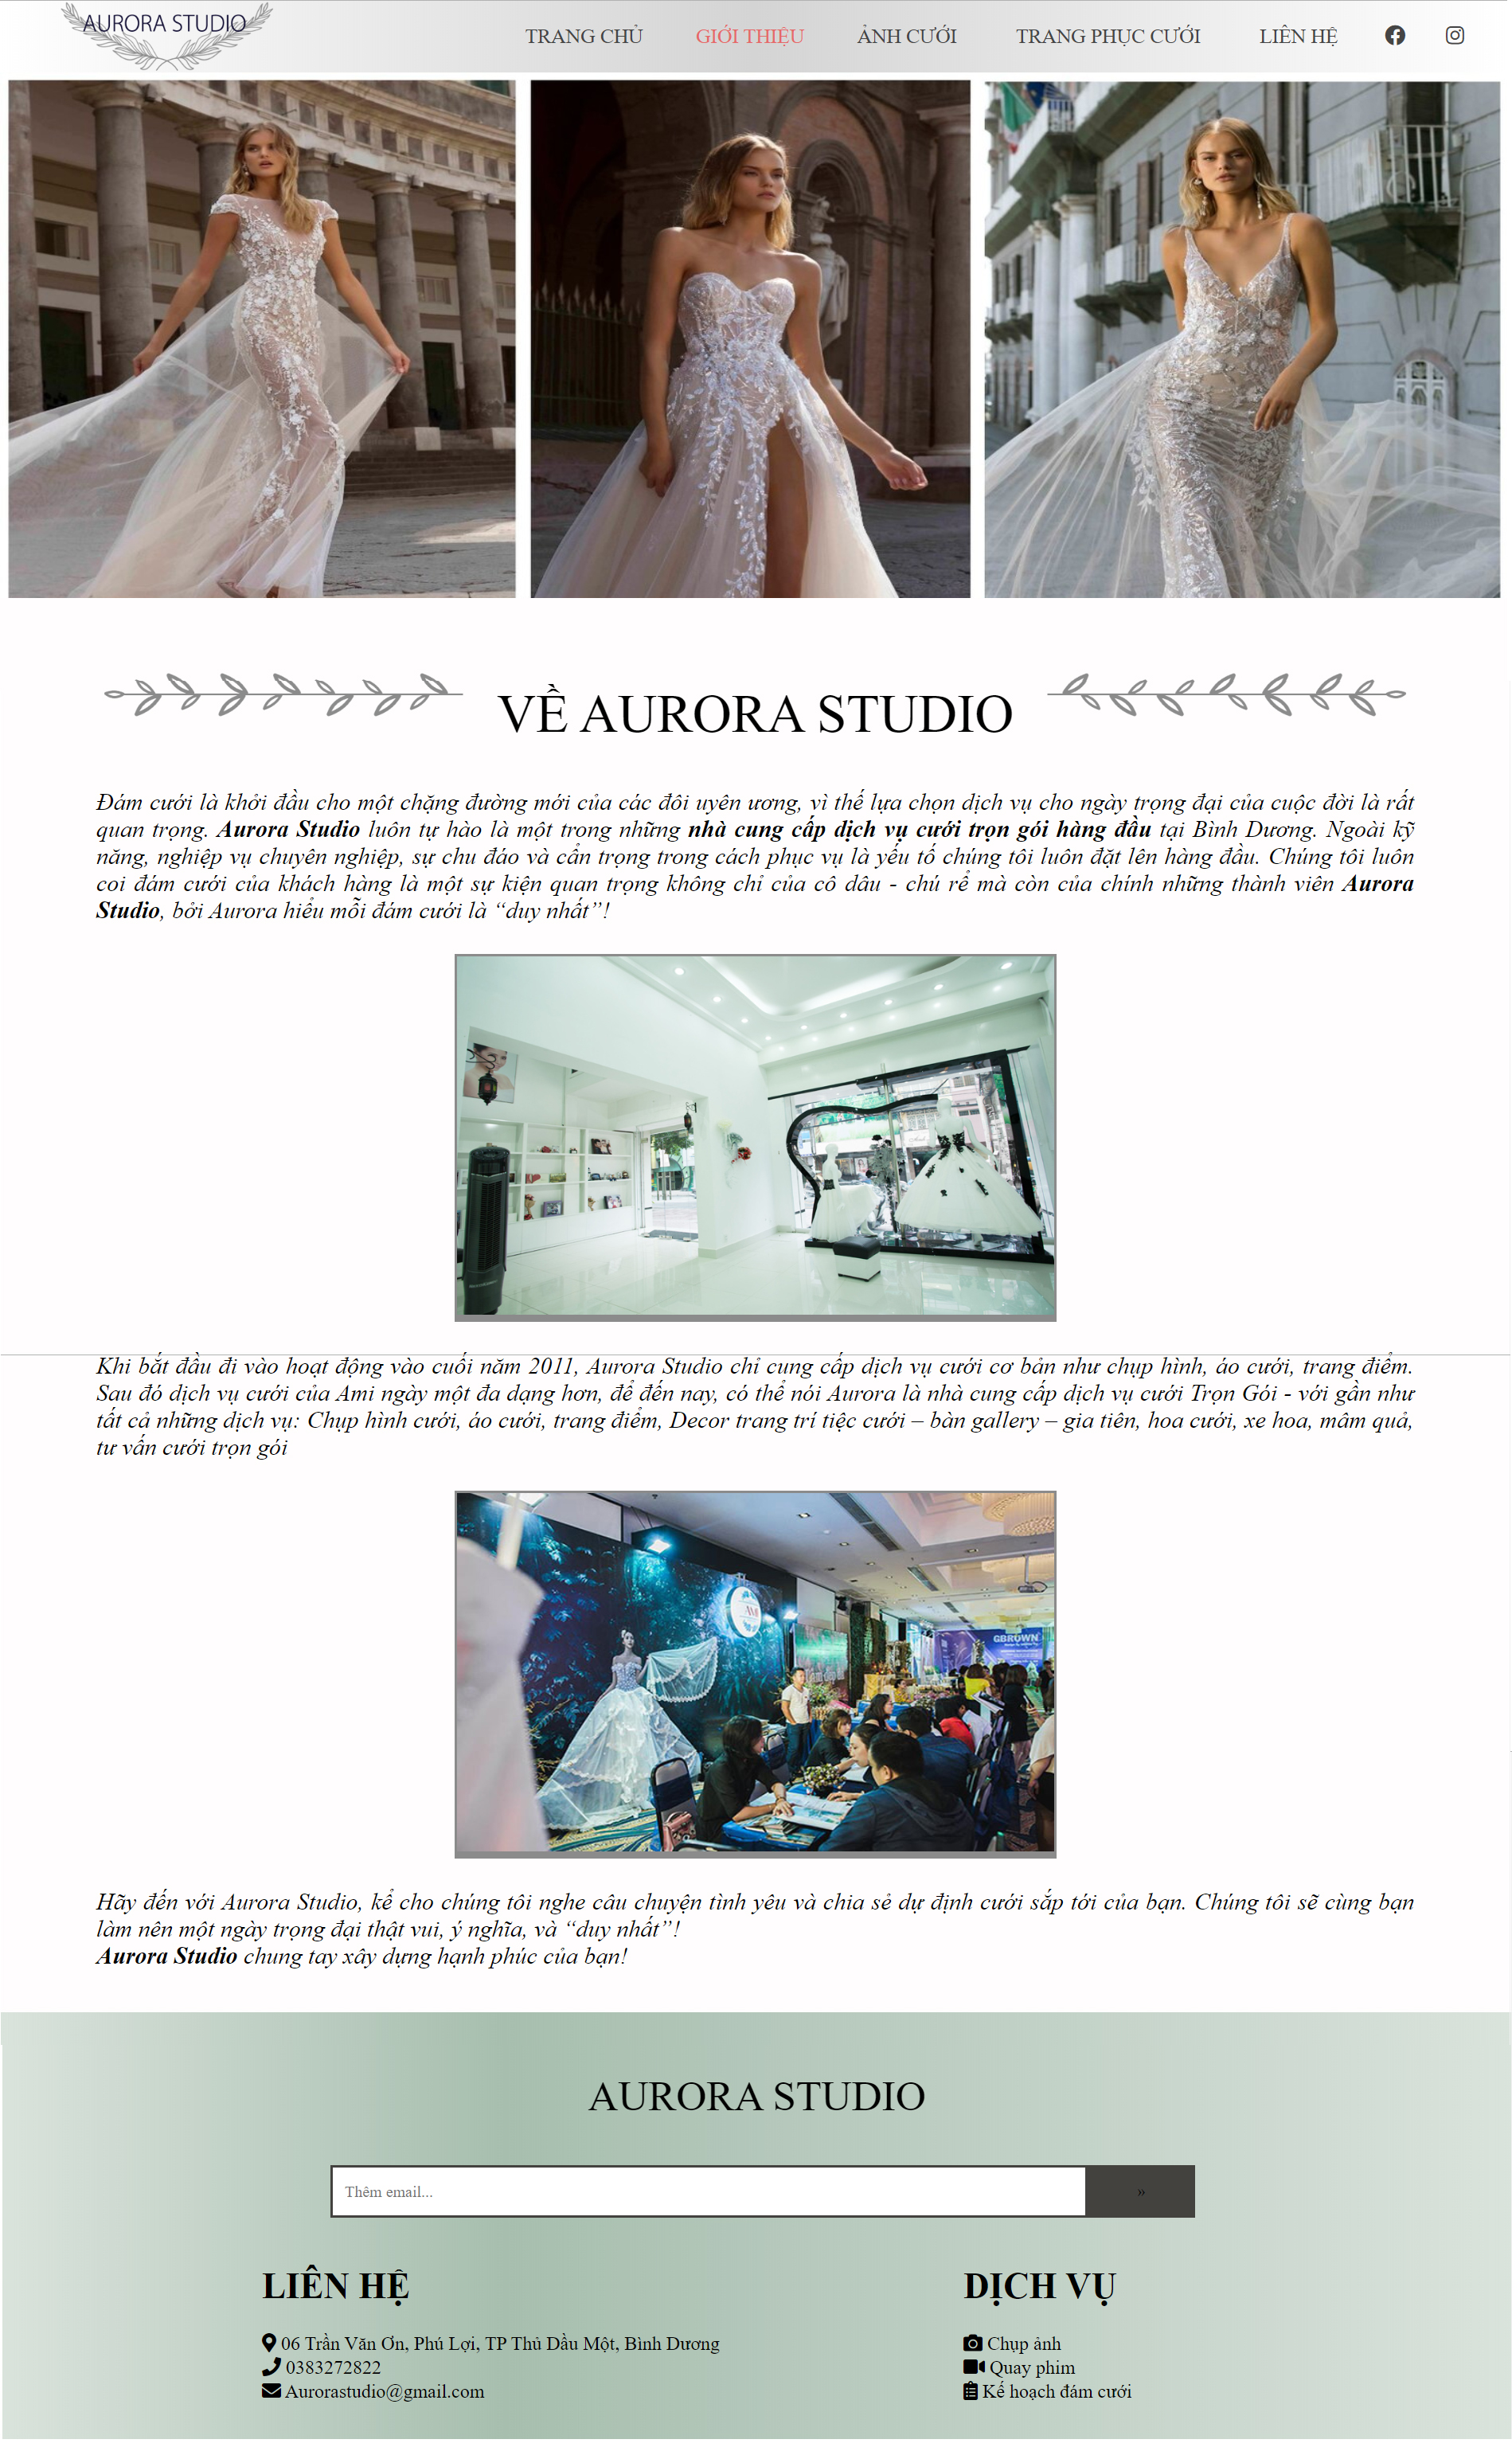 AURORA STUDIO
TRANG CHỦ GIỚI THIỆU ẢNH CƯỚI TRANG PHỤC CƯỚI LIÊN HỆ
VỀ AURORA STUDIO
Đám cưới là khởi đầu cho một chặng đường mới của các đôi uyên ương, vì thế lựa chọn dịch vụ cho ngày trọng đại của cuộc đời là rất
quan trọng. Aurora Studio luôn tự hào là một trong những nhà cung cấp dịch vụ cưới trọn gói hàng đầu tại Bình Dương. Ngoài kỹ
năng, nghiệp vụ chuyên nghiệp, sự chu đáo và cẩn trọng trong cách phục vụ là yếu tố chúng tôi luôn đặt lên hàng đầu. Chúng tôi luôn
coi đám cưới của khách hàng là một sự kiện quan trọng không chỉ của cô dâu - chú rể mà còn của chính những thành viên Aurora
Studio, bởi Aurora hiểu mỗi đám cưới là “duy nhất”!
Khi bắt đầu đi vào hoạt động vào cuối năm 2011, Aurora Studio chỉ cung cấp dịch vụ cưới cơ bản như chụp hình, áo cưới, trang điểm.
Sau đó dịch vụ cưới của Ami ngày một đa dạng hơn, để đến nay, có thể nói Aurora là nhà cung cấp dịch vụ cưới Trọn Gói - với gần như
tất cả những dịch vụ: Chụp hình cưới, áo cưới, trang điểm, Decor trang trí tiệc cưới – bàn gallery – gia tiên, hoa cưới, xe hoa, mâm quả,
tư vấn cưới trọn gói
AMI
GBROWN
Hãy đến với Aurora Studio, kể cho chúng tôi nghe câu chuyện tình yêu và chia sẻ dự định cưới sắp tới của bạn. Chúng tôi sẽ cùng bạn
làm nên một ngày trọng đại thật vui, ý nghĩa, và “duy nhất”!
Aurora Studio chung tay xây dựng hạnh phúc của bạn!
AURORA STUDIO
Thêm email... »
LIÊN HỆ
06 Trần Văn Ơn, Phú Lợi, TP Thủ Dầu Một, Bình Dương
0383272822
Aurorastudio@gmail.com
DỊCH VỤ
Chụp ảnh
Quay phim
Kế hoạch đám cưới